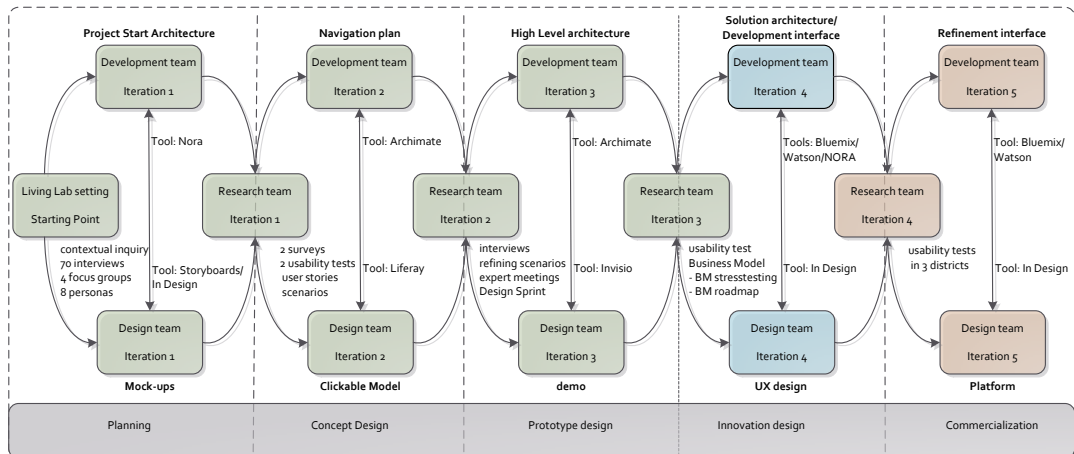 Project Start Architecture
Development team
Iteration 1
Tool: Nora
Living Lab setting
Starting Point
contextual inquiry
70 interviews
4 focus groups
8 personas
Tool: Storyboards/
In Design
Design team
Iteration 1
Mock-ups
Planning
Research team
Iteration 1
Navigation plan
Development team
Iteration 2
Tool: Archimate
2 surveys
2 usability tests
user stories
scenarios
Tool: Liferay
Design team
Iteration 2
Clickable Model
Concept Design
Research team
Iteration 2
High Level architecture
Development team
Iteration 3
Tool: Archimate
interviews
refining scenarios
expert meetings
Design Sprint
Tool: Invisio
Design team
Iteration 3
demo
Prototype design
Research team
Iteration 3
Solution architecture/
Development interface
Development team
Iteration 4
Tools: Bluemix/
Watson/NORA
usability test
Business Model
- BM stresstesting
- BM roadmap
Tool: In Design
Design team
Iteration 4
UX design
Innovation design
Research team
Iteration 4
Refinement interface
Development team
Iteration 5
Tool: Bluemix/
Watson
usability tests
in 3 districts
Tool: In Design
Design team
Iteration 5
Platform
Commercialization